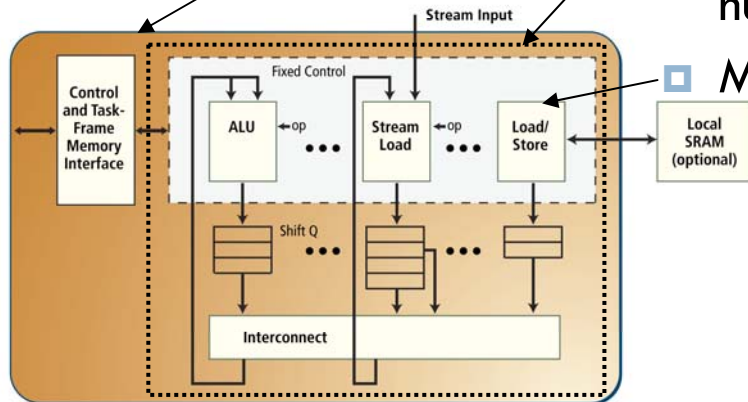 Stream Input
Fixed Control
Control
and Task-
Frame
Memory
Interface
ALU
op
Stream
Load
op
Load/
Store
Local
SRAM
(optional)
Shift Q
Interconnect